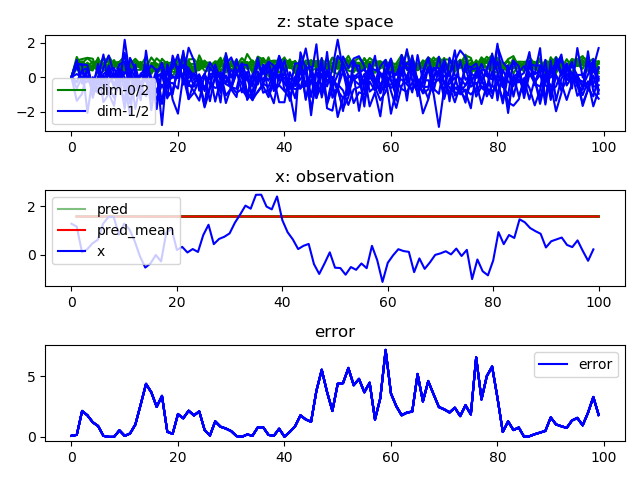 z: state space
2
0
−2
dim-0/2
dim-1/2
0
20
40
60
80
100
x: observation
2
0
pred
pred_mean
x
0
20
40
60
80
100
error
5
0
error
0
20
40
60
80
100